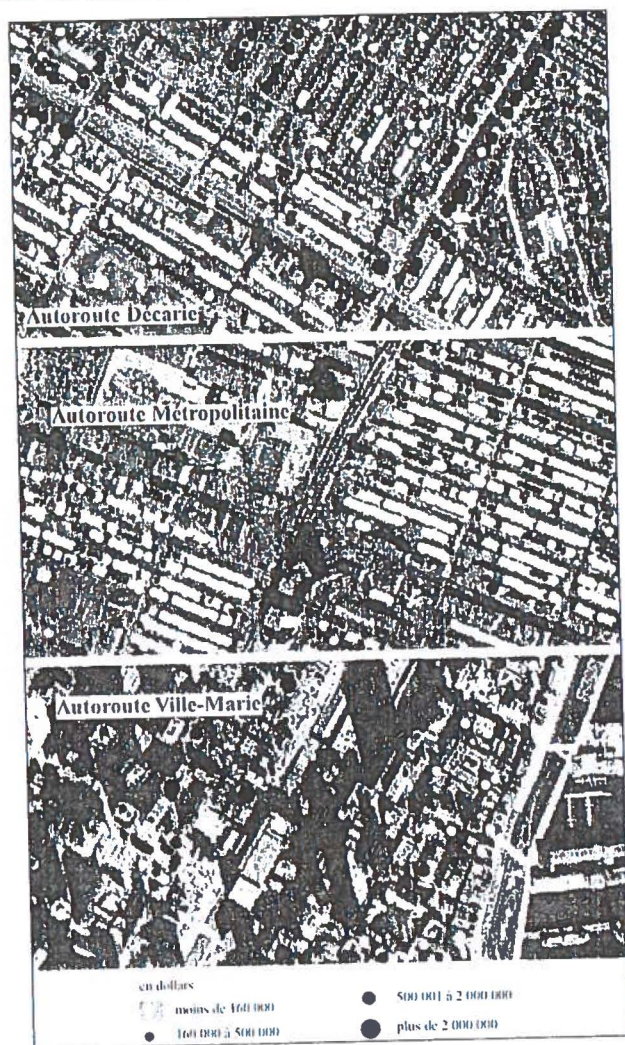 Autoroute Décarie
Autoroute Métropolitaine
Autoroute Ville-Marie
en dollars
moins de 160 000
160 000 à 500 000
500 001 à 2 000 000
plus de 2 000 000